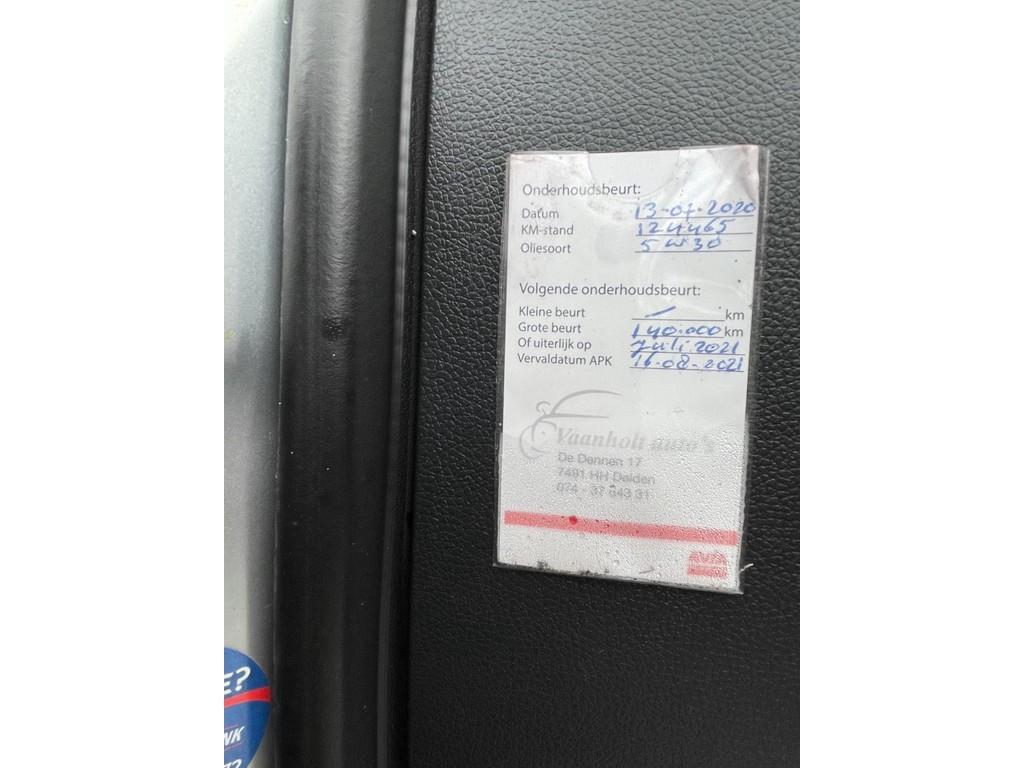 Onderhoudsbeurt:
Datum 13-07-2020
KM-stand 124465
Oliesoort 5w30
Volgende onderhoudsbeurt:
Kleine beurt — km
Grote beurt 140.000 km
Of uiterlijk op Juli 2021
Vervaldatum APK 16-08-2021
Vaanholt auto's
De Dennen 17
7491 HH Delden
074 - 37 643 31
AVIA
E?
NK